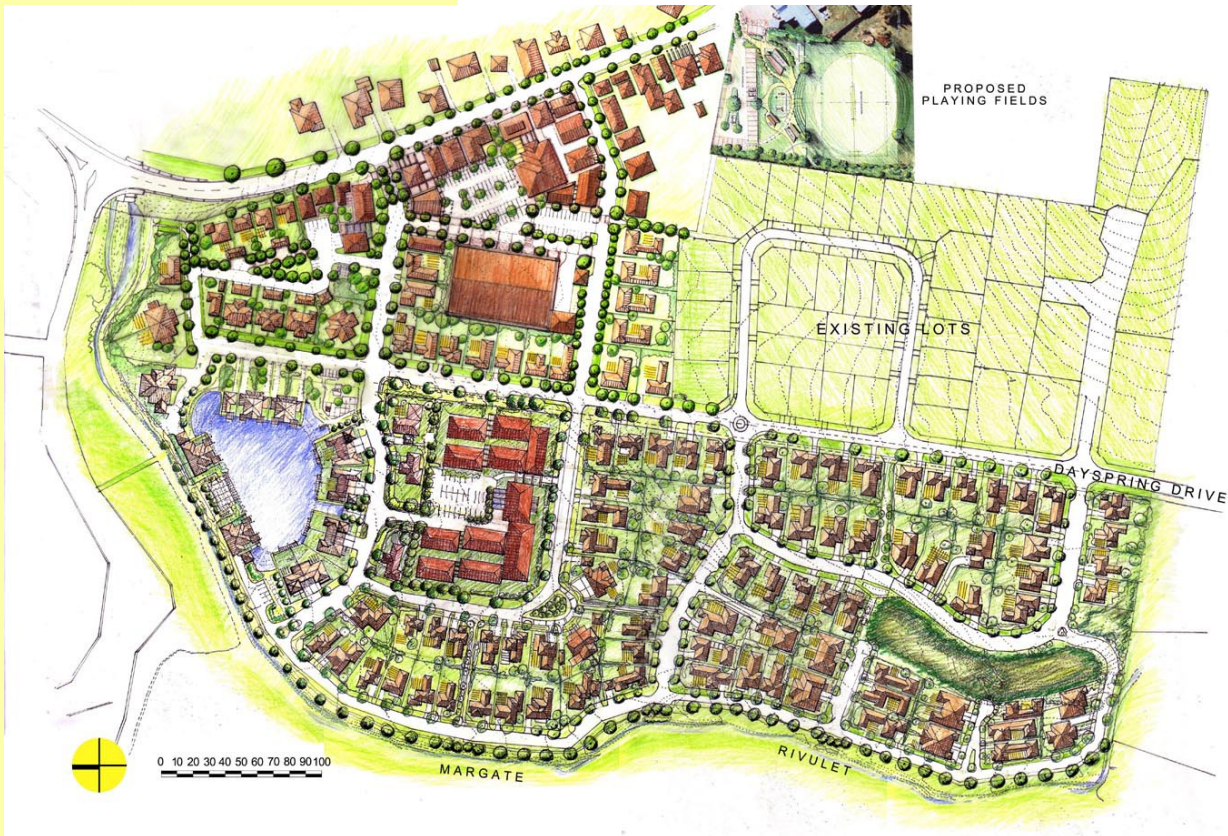 PROPOSED
PLAYING FIELDS
EXISTING LOTS
DAYSPRING DRIVE
0 10 20 30 40 50 60 70 80 90 100
MARGATE
RIVULET